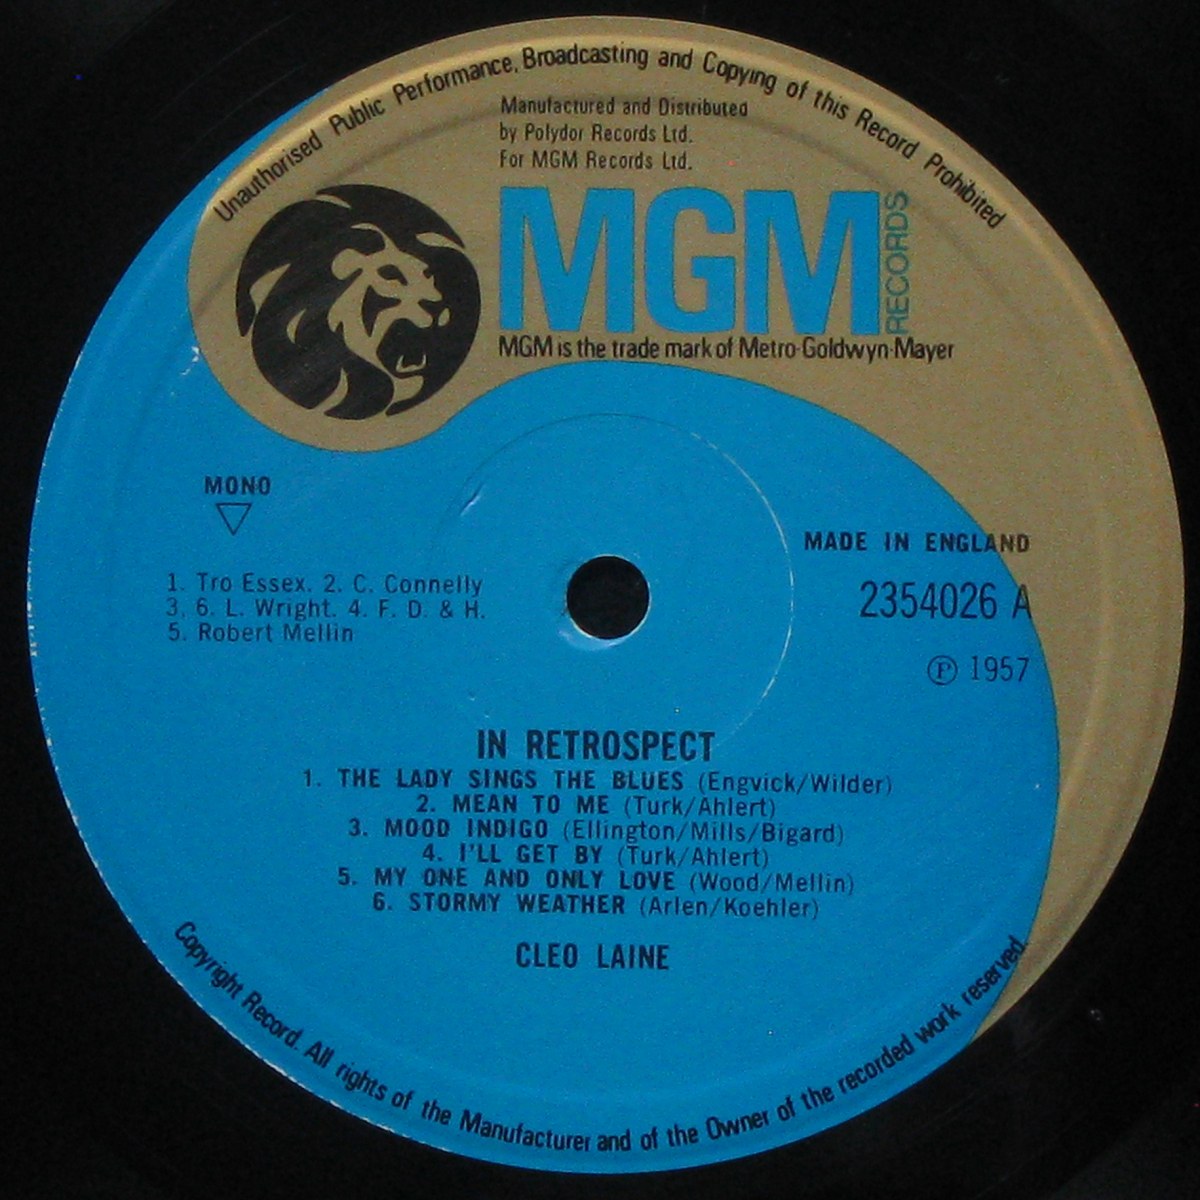 Unauthorised Public Performance, Broadcasting and Copying of this Record Prohibited
Manufactured and Distributed
by Polydor Records Ltd.
For MGM Records Ltd.
MGM
RECORDS
MGM is the trade mark of Metro-Goldwyn-Mayer
MONO
MADE IN ENGLAND
2354026 A
℗ 1957
1. Tro Essex. 2. C. Connelly
3, 6. L. Wright. 4. F. D. & H.
5. Robert Mellin
IN RETROSPECT
1. THE LADY SINGS THE BLUES (Engvick/Wilder)
2. MEAN TO ME (Turk/Ahlert)
3. MOOD INDIGO (Ellington/Mills/Bigard)
4. I'LL GET BY (Turk/Ahlert)
5. MY ONE AND ONLY LOVE (Wood/Mellin)
6. STORMY WEATHER (Arlen/Koehler)
CLEO LAINE
Copyright Record. All rights of the Manufacturer and of the Owner of the recorded work reserved.